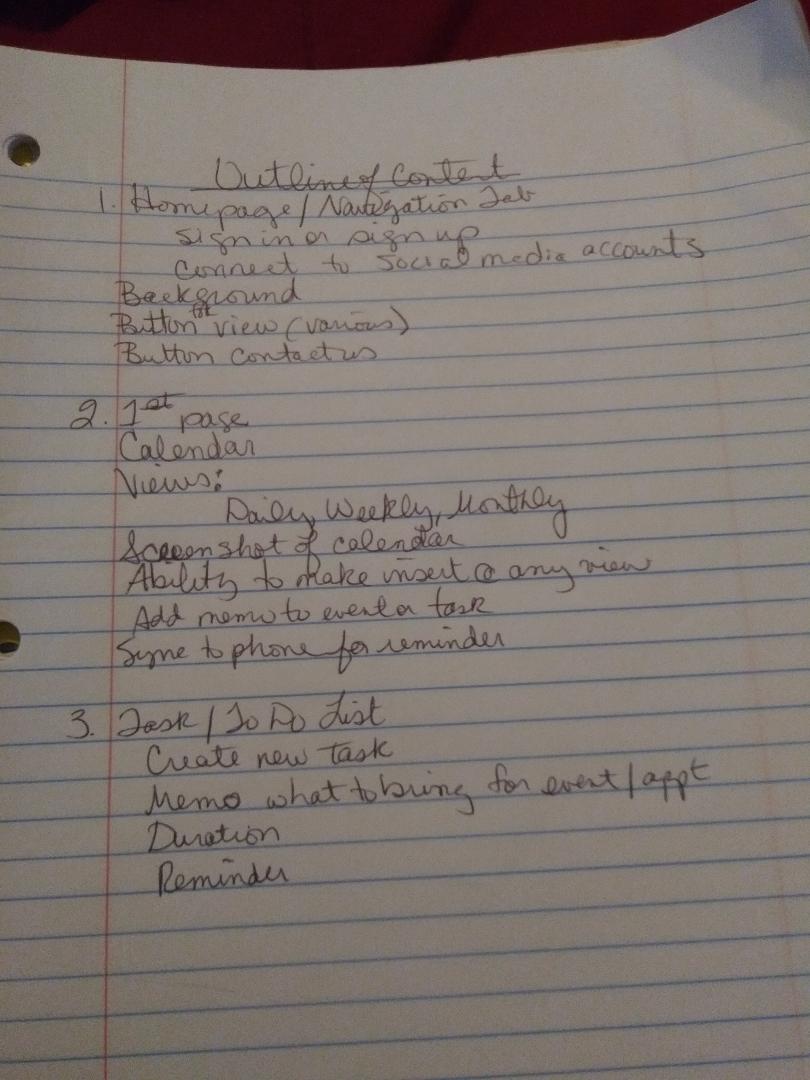 Outline of Content
1. Homepage/Navigation Tab
sign in or sign up
connect to social media accounts
Background
Button for view (various)
Button contact us
2. 1st page
Calendar
Views:
Daily, Weekly, Monthly
Screenshot of calendar
Ability to make insert @ any view
Add memo to event or task
Sync to phone for reminder
3. Task/To Do List
Create new task
Memo what to bring for event/appt
Duration
Reminder